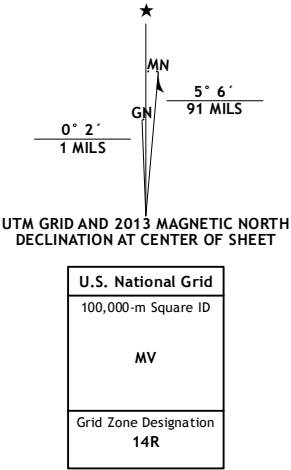 ★
MN
5° 6´
91 MILS
GN
0° 2´
1 MILS
UTM GRID AND 2013 MAGNETIC NORTH
DECLINATION AT CENTER OF SHEET
U.S. National Grid
100,000-m Square ID
MV
Grid Zone Designation
14R